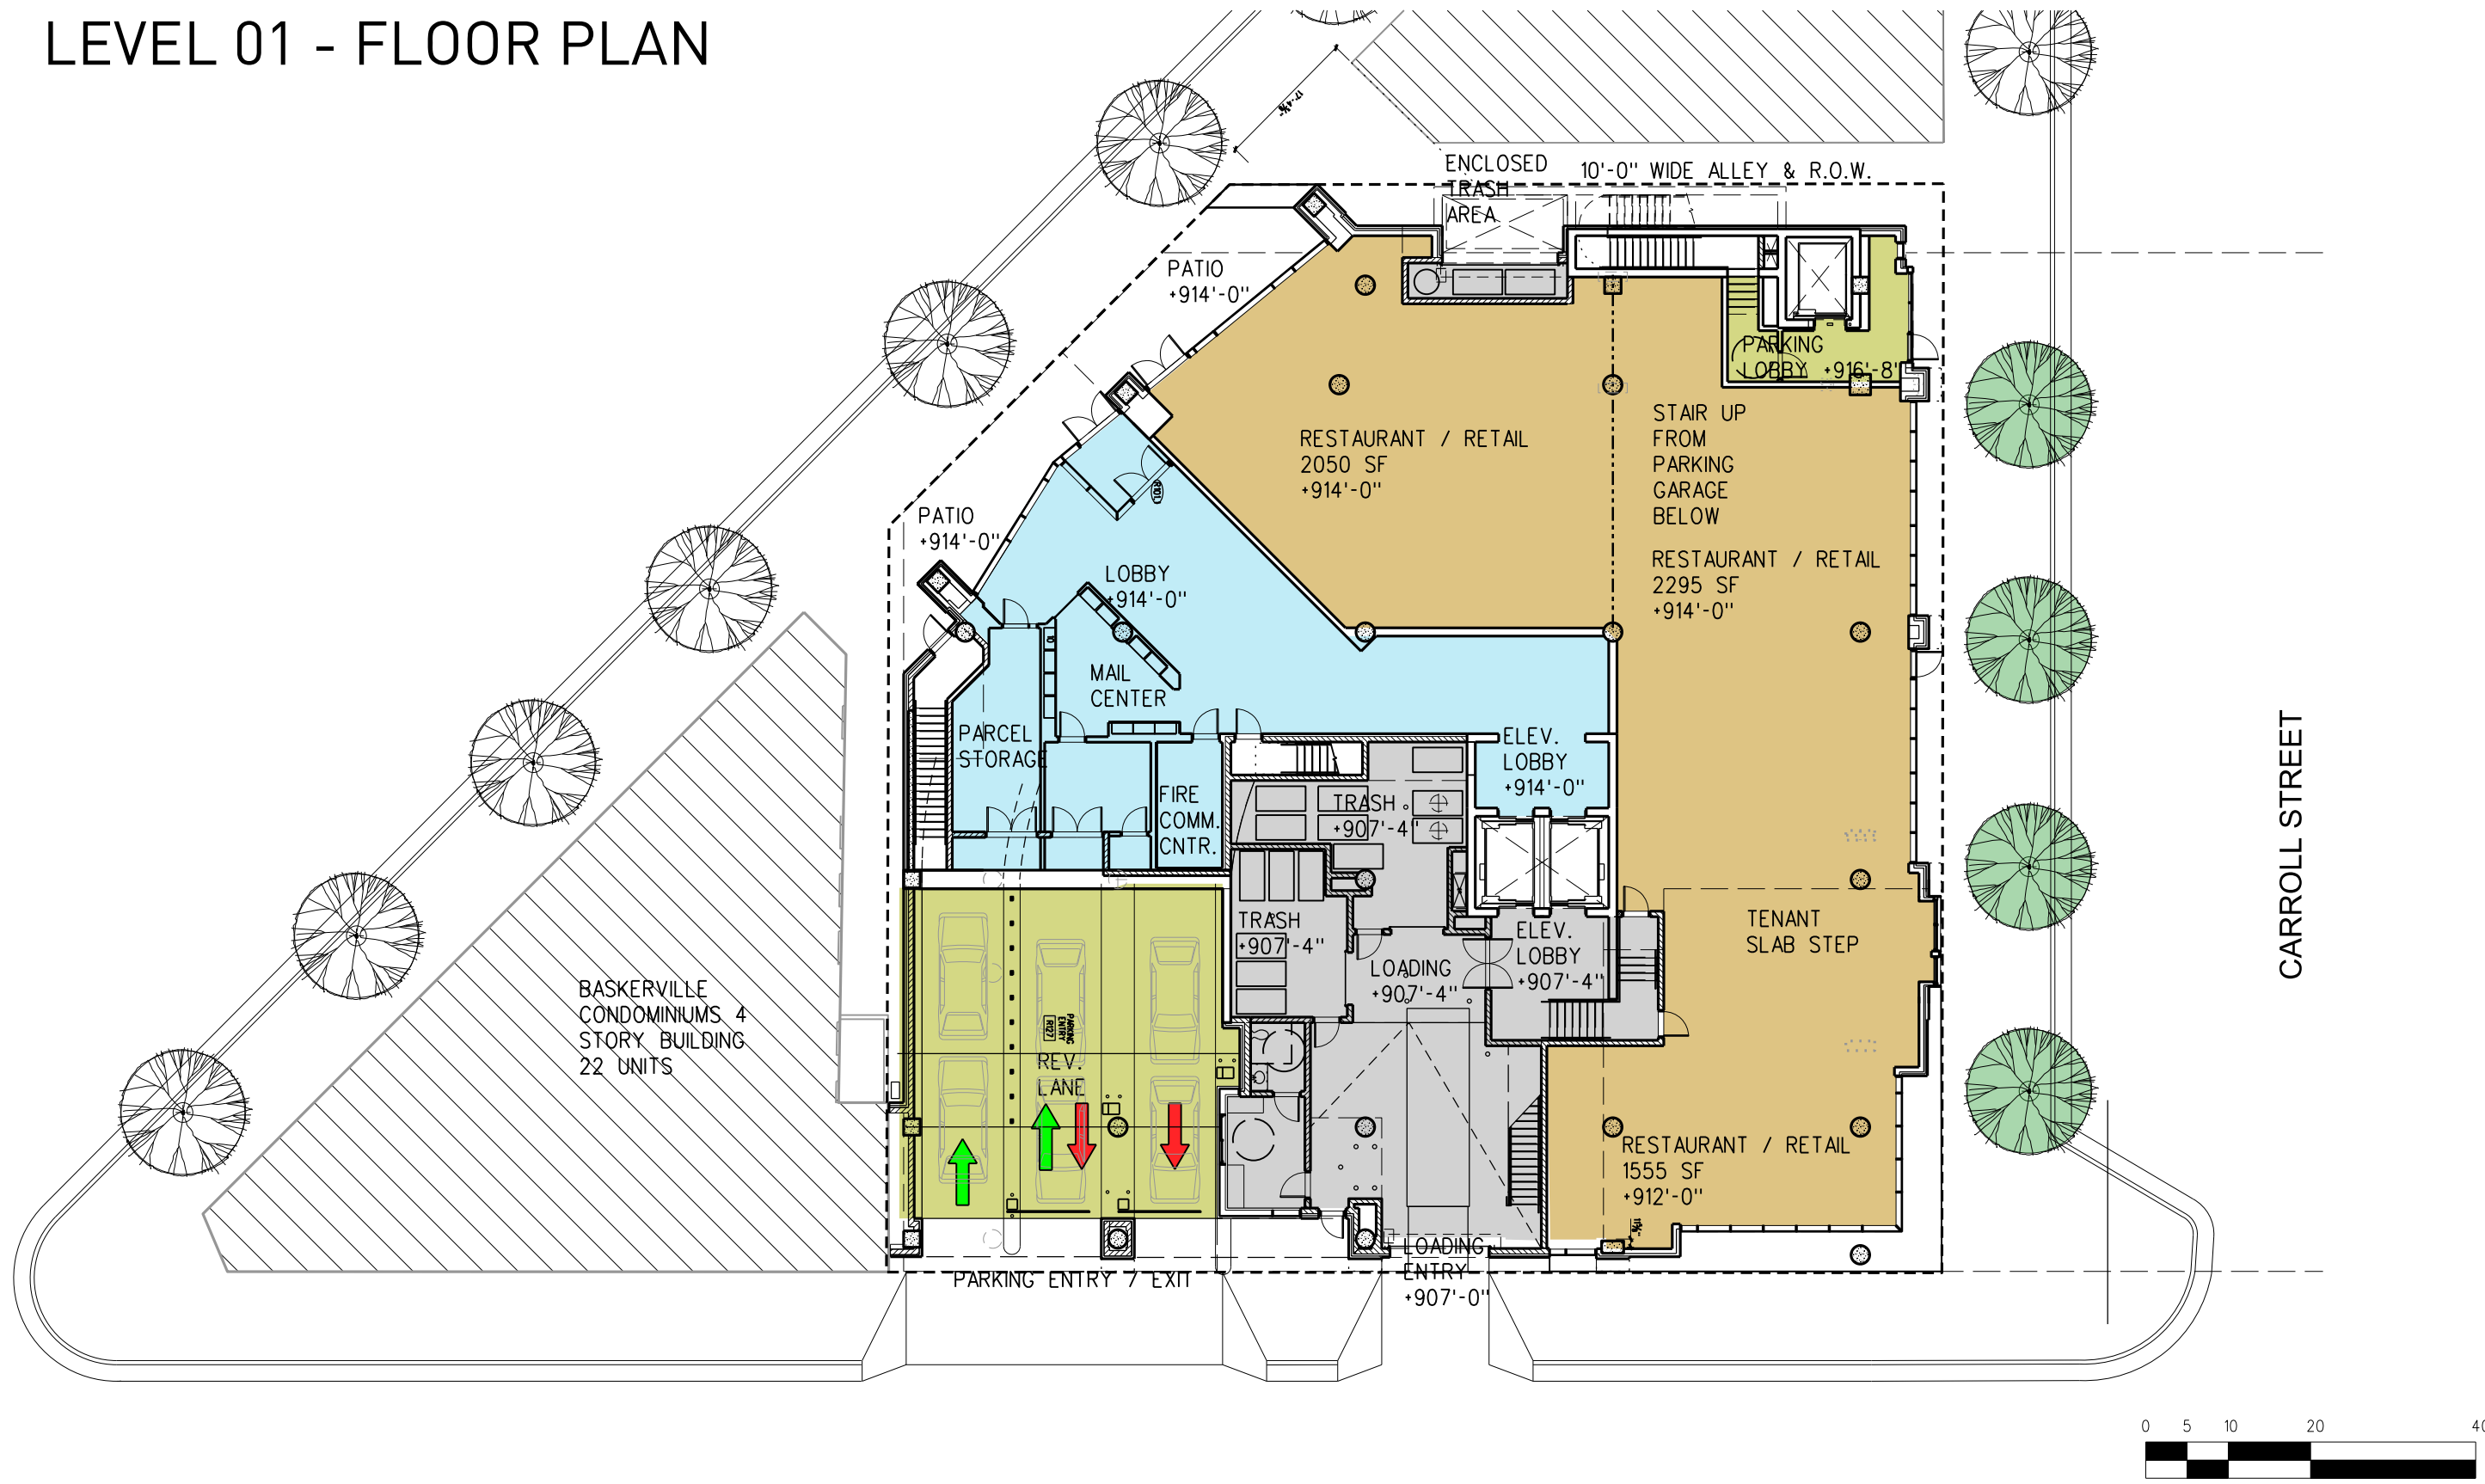 LEVEL 01 - FLOOR PLAN
ENCLOSED
TRASH
AREA
10'-0" WIDE ALLEY & R.O.W.
PATIO
+914'-0"
PARKING
LOBBY +916'-8"
STAIR UP
FROM
PARKING
GARAGE
BELOW
RESTAURANT / RETAIL
2050 SF
+914'-0"
PATIO
+914'-0"
RESTAURANT / RETAIL
2295 SF
+914'-0"
LOBBY
+914'-0"
MAIL
CENTER
PARCEL
STORAGE
ELEV.
LOBBY
+914'-0"
FIRE
COMM.
CNTR.
TRASH
+907'-4"
TRASH
+907'-4"
LOADING
+907'-4"
ELEV.
LOBBY
+907'-4"
TENANT
SLAB STEP
CARROLL STREET
BASKERVILLE
CONDOMINIUMS 4
STORY BUILDING
22 UNITS
PARKING
ENTRY
R127
REV.
LANE
RESTAURANT / RETAIL
1555 SF
+912'-0"
LOADING
ENTRY
+907'-0"
PARKING ENTRY / EXIT
0 5 10 20 40